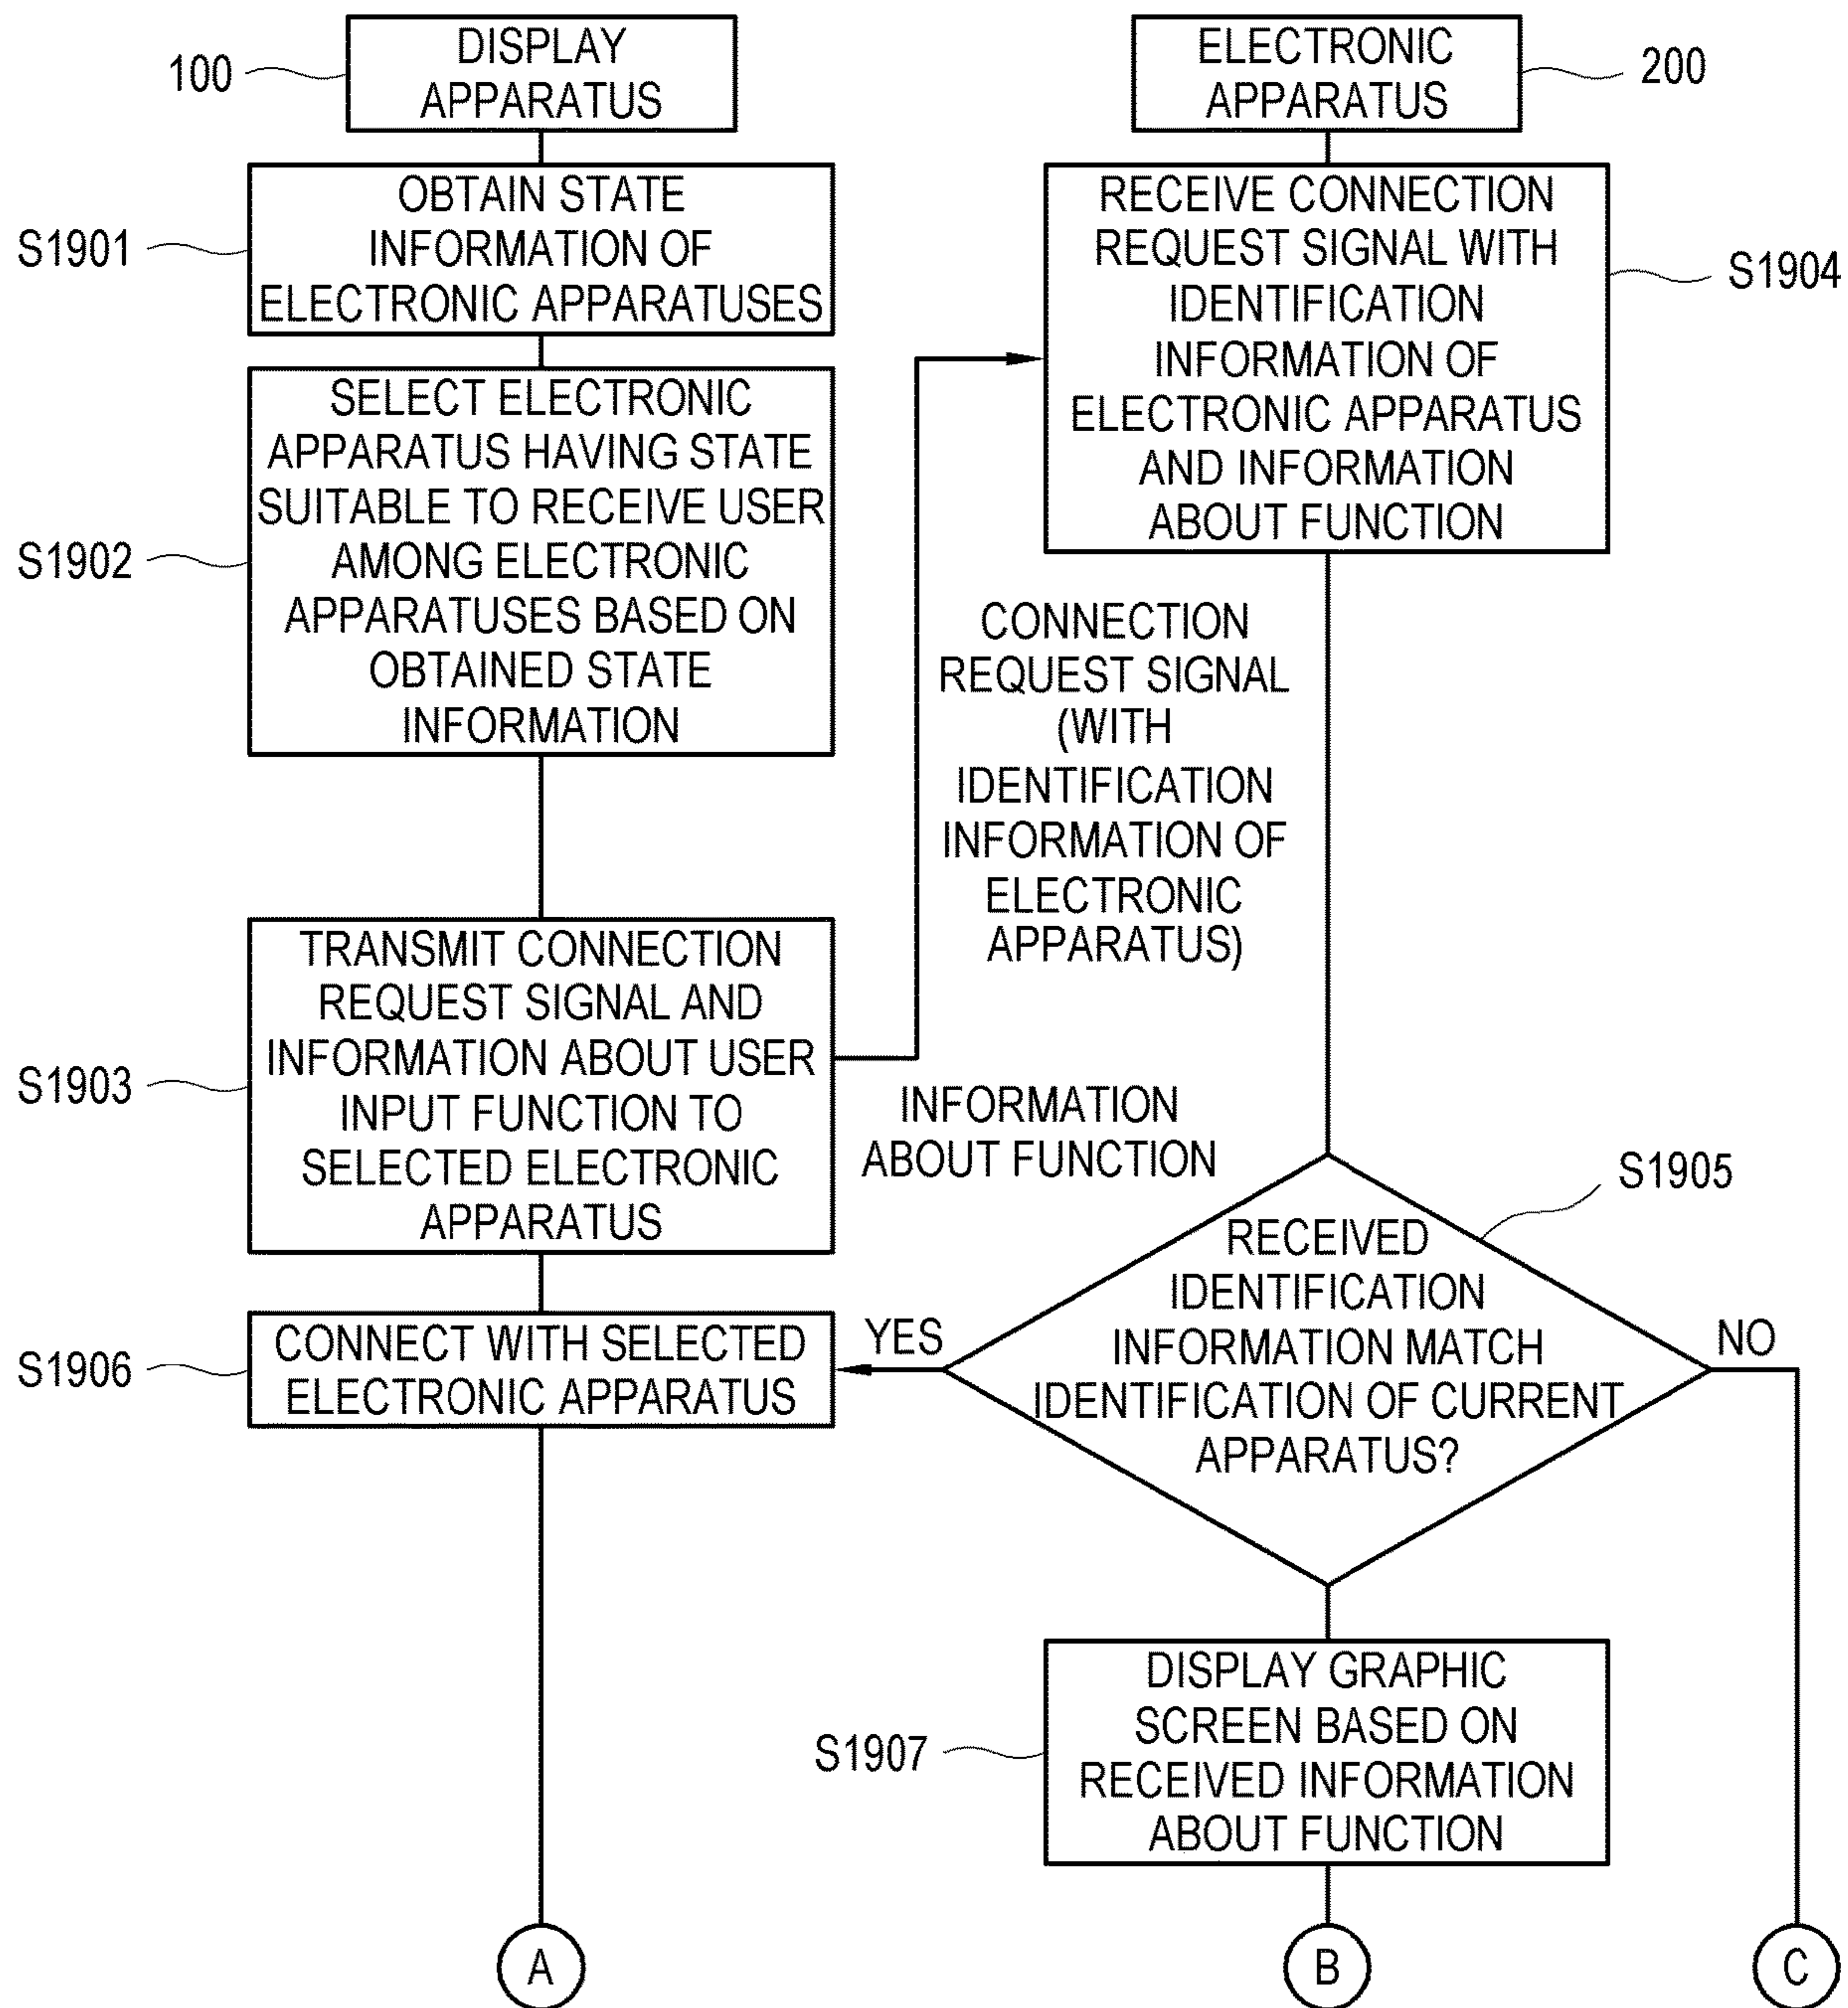 DISPLAY
APPARATUS
100
ELECTRONIC
APPARATUS
200
OBTAIN STATE
INFORMATION OF
ELECTRONIC APPARATUSES
S1901
RECEIVE CONNECTION
REQUEST SIGNAL WITH
IDENTIFICATION
INFORMATION OF
ELECTRONIC APPARATUS
AND INFORMATION
ABOUT FUNCTION
S1904
SELECT ELECTRONIC
APPARATUS HAVING STATE
SUITABLE TO RECEIVE USER
AMONG ELECTRONIC
APPARATUSES BASED ON
OBTAINED STATE
INFORMATION
S1902
CONNECTION
REQUEST SIGNAL
(WITH
IDENTIFICATION
INFORMATION OF
ELECTRONIC
APPARATUS)
TRANSMIT CONNECTION
REQUEST SIGNAL AND
INFORMATION ABOUT USER
INPUT FUNCTION TO
SELECTED ELECTRONIC
APPARATUS
S1903
INFORMATION
ABOUT FUNCTION
S1905
RECEIVED
IDENTIFICATION
INFORMATION MATCH
IDENTIFICATION OF CURRENT
APPARATUS?
YES
NO
CONNECT WITH SELECTED
ELECTRONIC APPARATUS
S1906
DISPLAY GRAPHIC
SCREEN BASED ON
RECEIVED INFORMATION
ABOUT FUNCTION
S1907
A
B
C